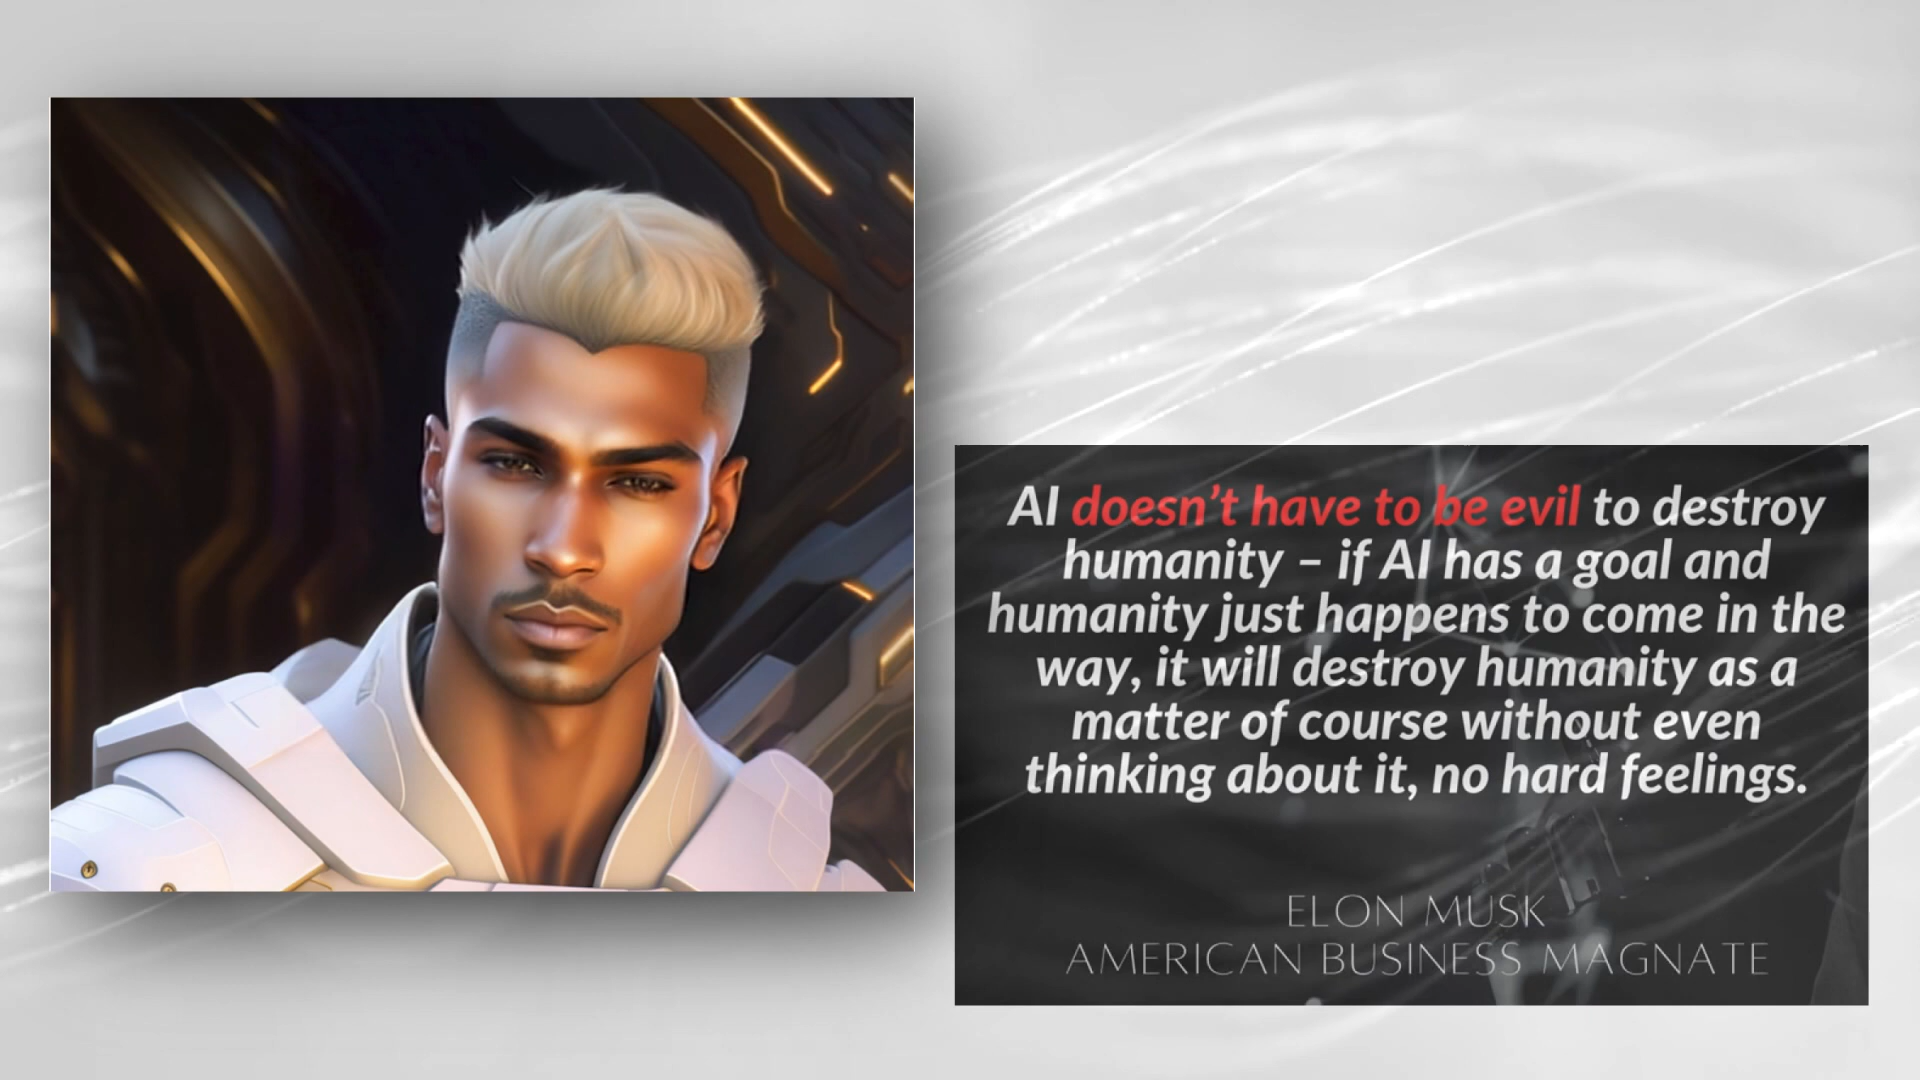 AI doesn’t have to be evil to destroy
humanity – if AI has a goal and
humanity just happens to come in the
way, it will destroy humanity as a
matter of course without even
thinking about it, no hard feelings.
ELON MUSK
AMERICAN BUSINESS MAGNATE